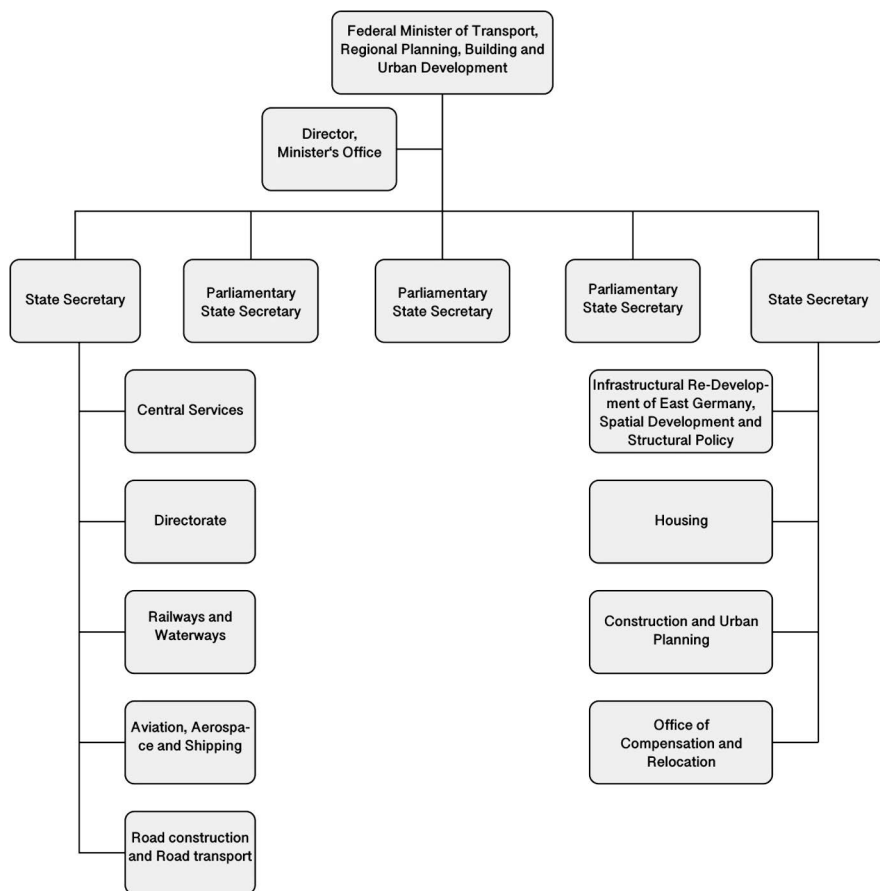 Federal Minister of Transport,
Regional Planning, Building and
Urban Development
Director,
Minister's Office
State Secretary
Parliamentary
State Secretary
Parliamentary
State Secretary
Parliamentary
State Secretary
State Secretary
Central Services
Directorate
Railways and
Waterways
Aviation, Aerospa-
ce and Shipping
Road construction
and Road transport
Infrastructural Re-Develop-
ment of East Germany,
Spatial Development and
Structural Policy
Housing
Construction and Urban
Planning
Office of
Compensation and
Relocation